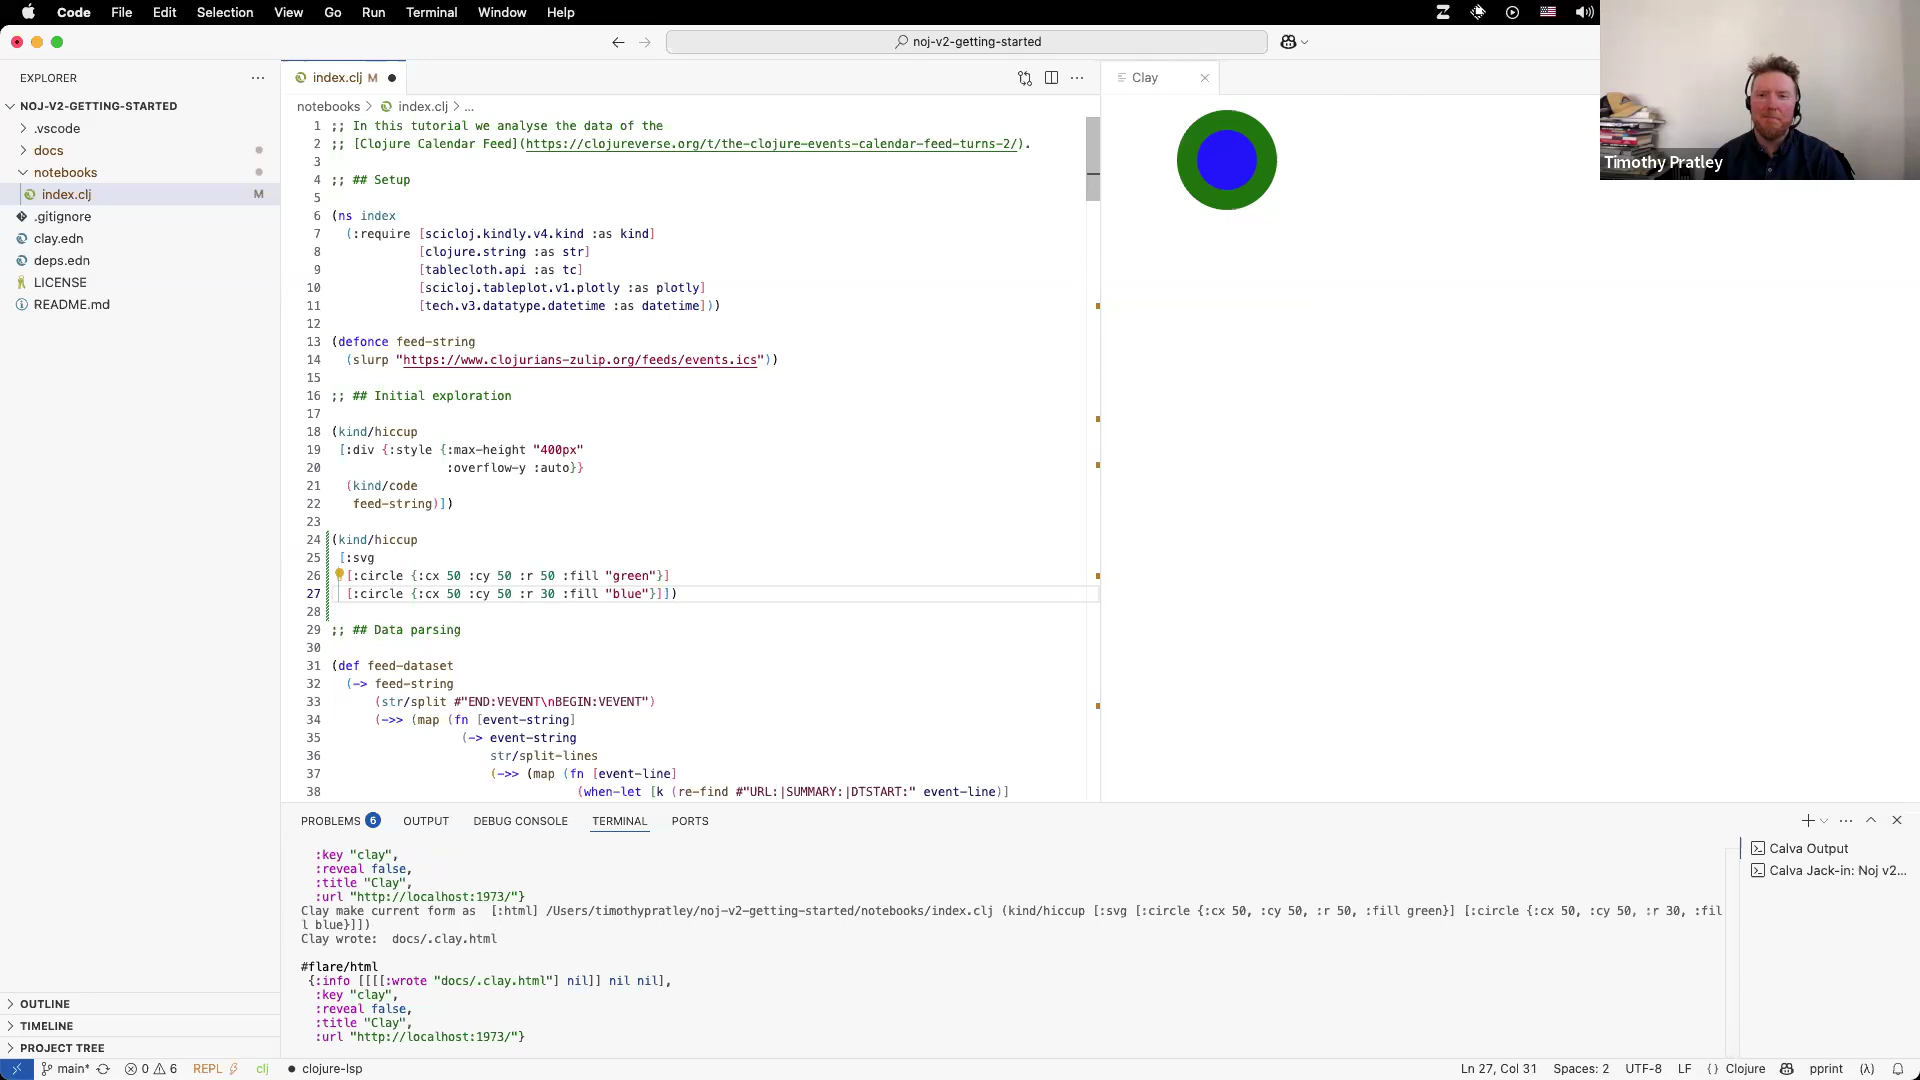 Code File Edit Selection View Go Run Terminal Window Help
noj-v2-getting-started
EXPLORER
NOJ-V2-GETTING-STARTED
.vscode
docs
notebooks
index.clj M
.gitignore
clay.edn
deps.edn
LICENSE
README.md
OUTLINE
TIMELINE
PROJECT TREE
index.clj M
notebooks > index.clj > ...
1 ;; In this tutorial we analyse the data of the
2 ;; [Clojure Calendar Feed](https://clojureverse.org/t/the-clojure-events-calendar-feed-turns-2/).
3
4 ;; ## Setup
5
6 (ns index
7 (:require [scicloj.kindly.v4.kind :as kind]
8 [clojure.string :as str]
9 [tablecloth.api :as tc]
10 [scicloj.tableplot.v1.plotly :as plotly]
11 [tech.v3.datatype.datetime :as datetime]))
12
13 (defonce feed-string
14 (slurp "https://www.clojurians-zulip.org/feeds/events.ics"))
15
16 ;; ## Initial exploration
17
18 (kind/hiccup
19 [:div {:style {:max-height "400px"
20 :overflow-y :auto}}
21 (kind/code
22 feed-string)])
23
24 (kind/hiccup
25 [:svg
26 [:circle {:cx 50 :cy 50 :r 50 :fill "green"}]
27 [:circle {:cx 50 :cy 50 :r 30 :fill "blue"}]])
28
29 ;; ## Data parsing
30
31 (def feed-dataset
32 (-> feed-string
33 (str/split #"END:VEVENT\nBEGIN:VEVENT")
34 (->> (map (fn [event-string]
35 (-> event-string
36 str/split-lines
37 (->> (map (fn [event-line]
38 (when-let [k (re-find #"URL:|SUMMARY:|DTSTART:" event-line)]
Clay
Timothy Pratley
PROBLEMS 6 OUTPUT DEBUG CONSOLE TERMINAL PORTS
:key "clay",
:reveal false,
:title "Clay",
:url "http://localhost:1973/"}
Clay make current form as [:html] /Users/timothypratley/noj-v2-getting-started/notebooks/index.clj (kind/hiccup [:svg [:circle {:cx 50, :cy 50, :r 50, :fill green}] [:circle {:cx 50, :cy 50, :r 30, :fil
l blue}]])
Clay wrote: docs/.clay.html
#flare/html
{:info [[[[:wrote "docs/.clay.html"] nil]] nil nil],
:key "clay",
:reveal false,
:title "Clay",
:url "http://localhost:1973/"}
Calva Output
Calva Jack-in: Noj v2...
main* 0 6 REPL clj clojure-lsp
Ln 27, Col 31 Spaces: 2 UTF-8 LF {} Clojure pprint (λ)